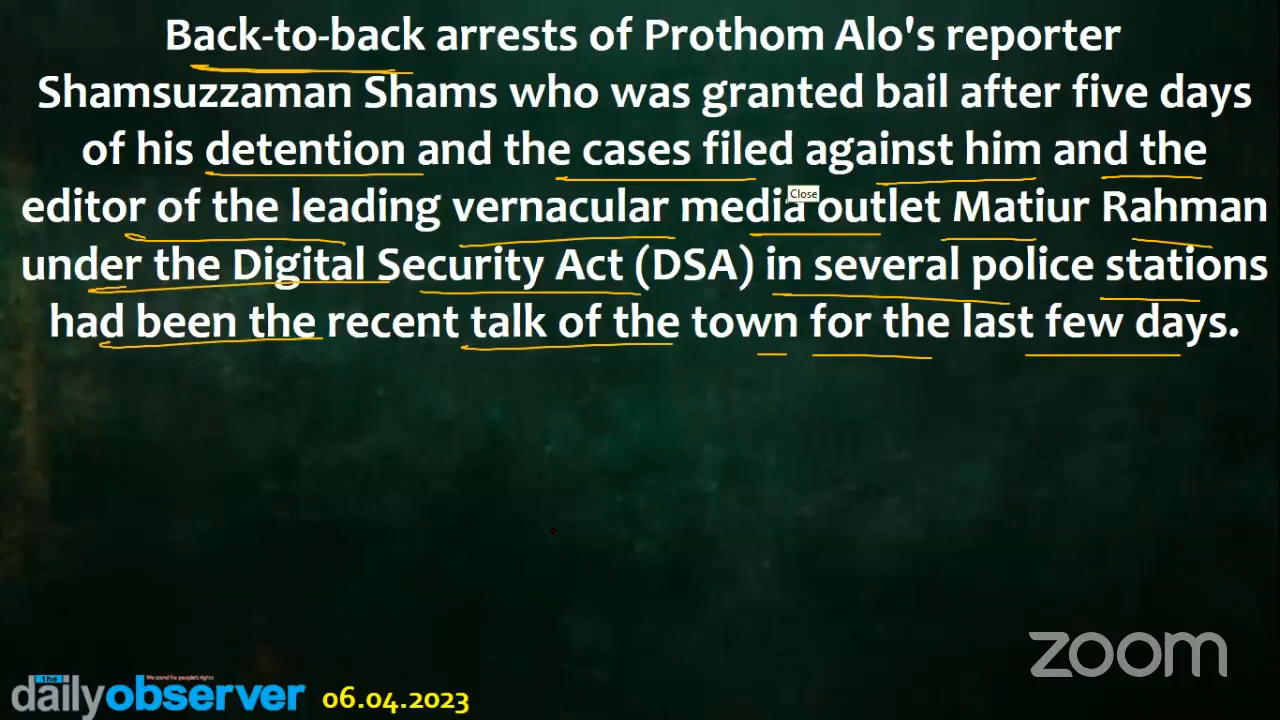 Back-to-back arrests of Prothom Alo's reporter
Shamsuzzaman Shams who was granted bail after five days
of his detention and the cases filed against him and the
editor of the leading vernacular media outlet Matiur Rahman
under the Digital Security Act (DSA) in several police stations
had been the recent talk of the town for the last few days.
Close
zoom
We stand for people's rights
the
dailyobserver 06.04.2023